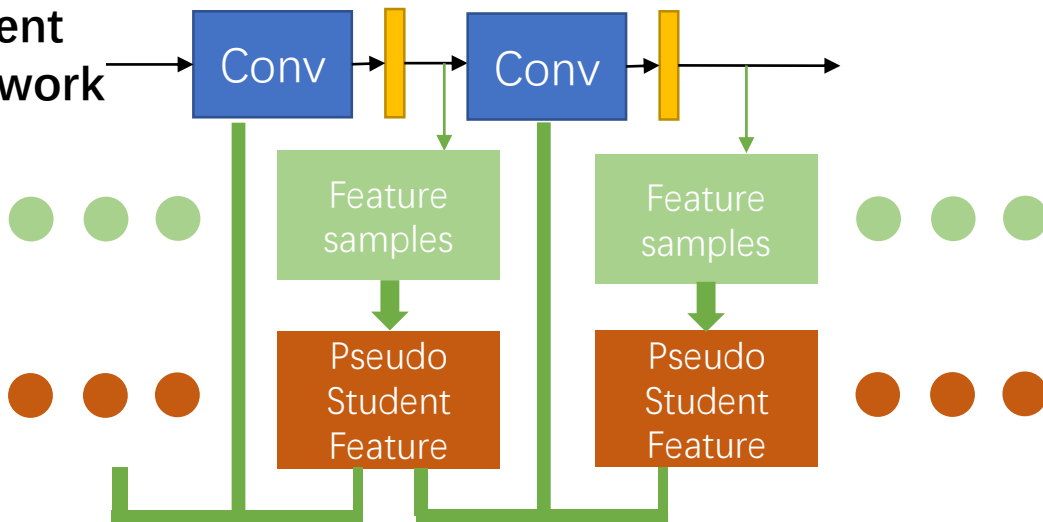 ent
work
Conv
Conv
Feature
samples
Feature
samples
Pseudo
Student
Feature
Pseudo
Student
Feature